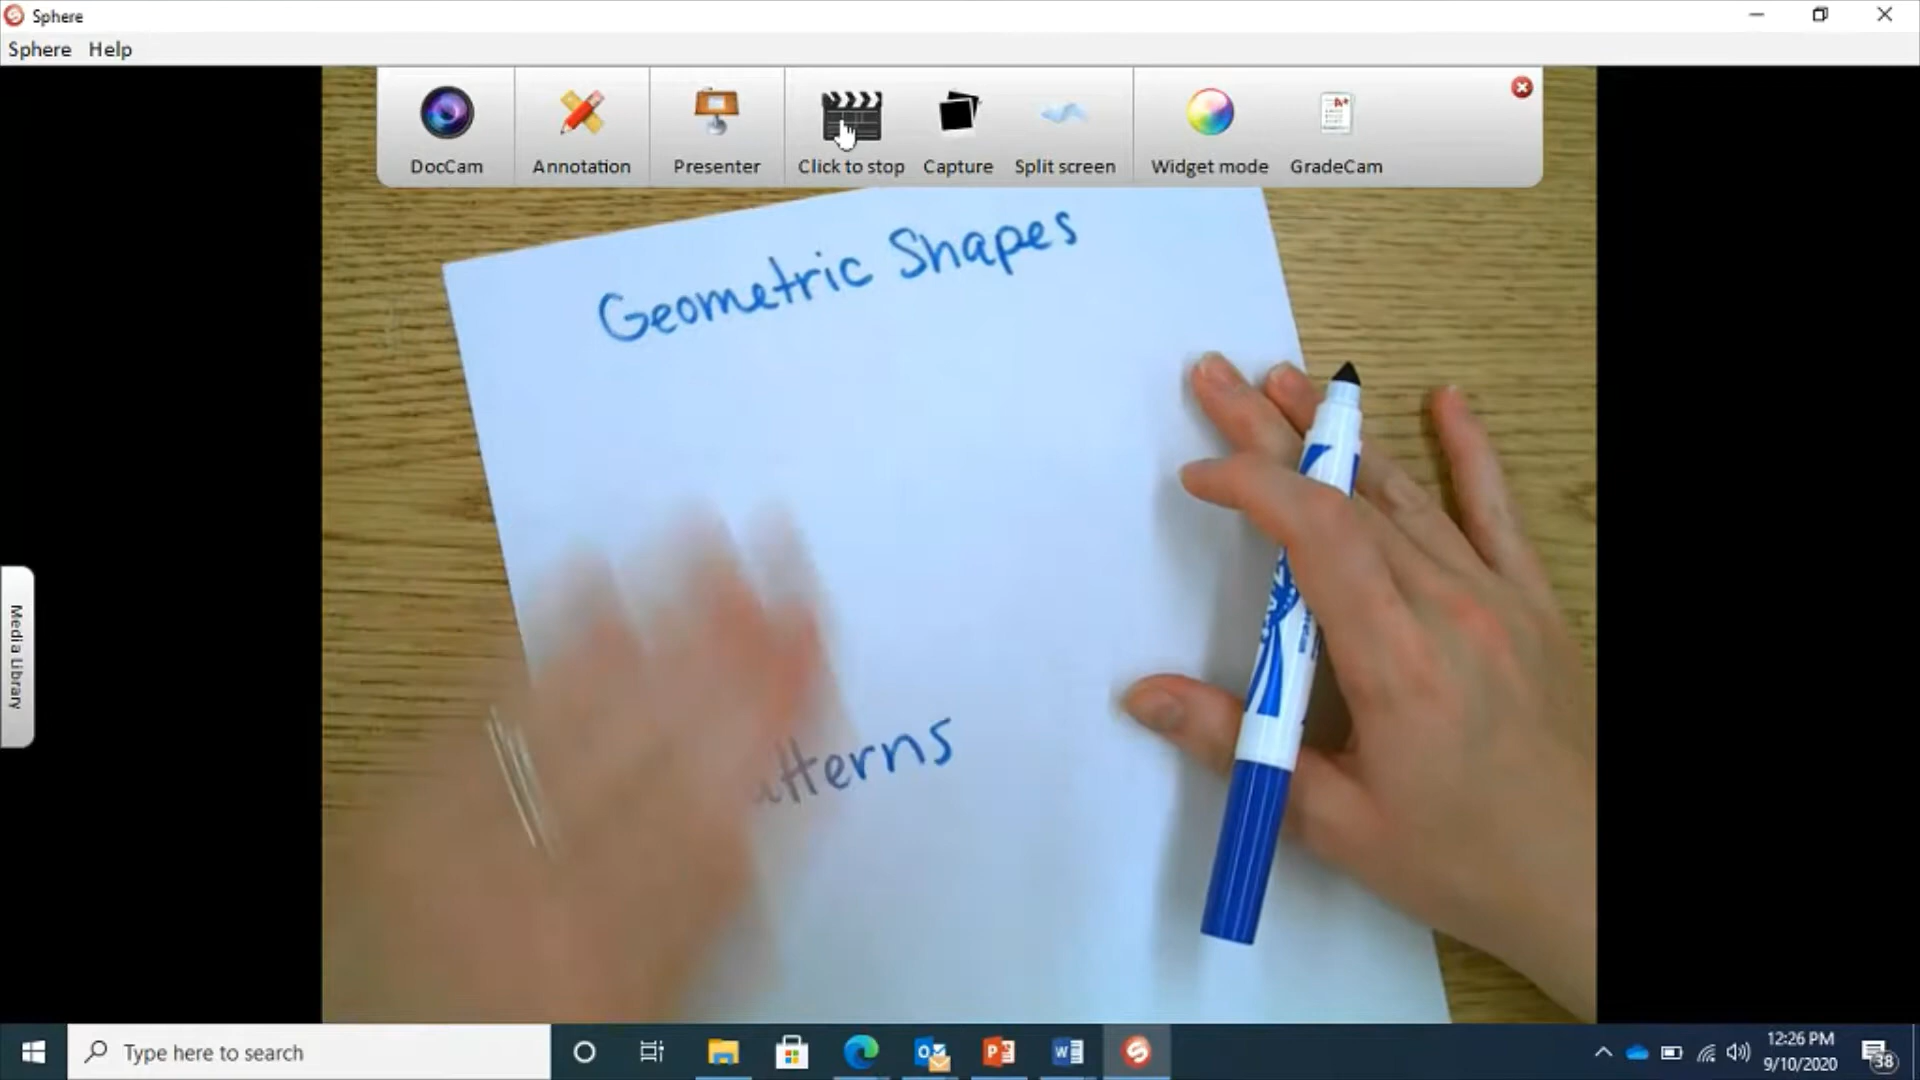 Sphere
Sphere Help
DocCam Annotation Presenter Click to stop Capture Split screen Widget mode GradeCam
Geometric Shapes
Media Library
atterns
Type here to search
12:26 PM
9/10/2020
38